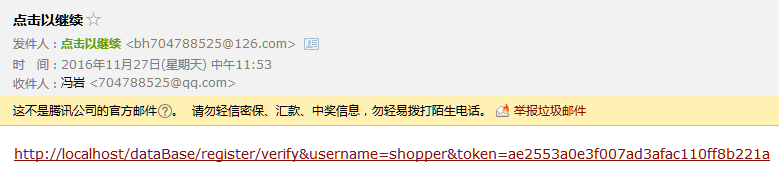 点击以继续☆
发件人：点击以继续 <bh704788525@126.com>
时　间：2016年11月27日(星期天) 中午11:53
收件人：冯岩 <704788525@qq.com>
这不是腾讯公司的官方邮件?。 请勿轻信密保、汇款、中奖信息，勿轻易拨打陌生电话。 举报垃圾邮件
http://localhost/dataBase/register/verify&username=shopper&token=ae2553a0e3f007ad3afac110ff8b221a